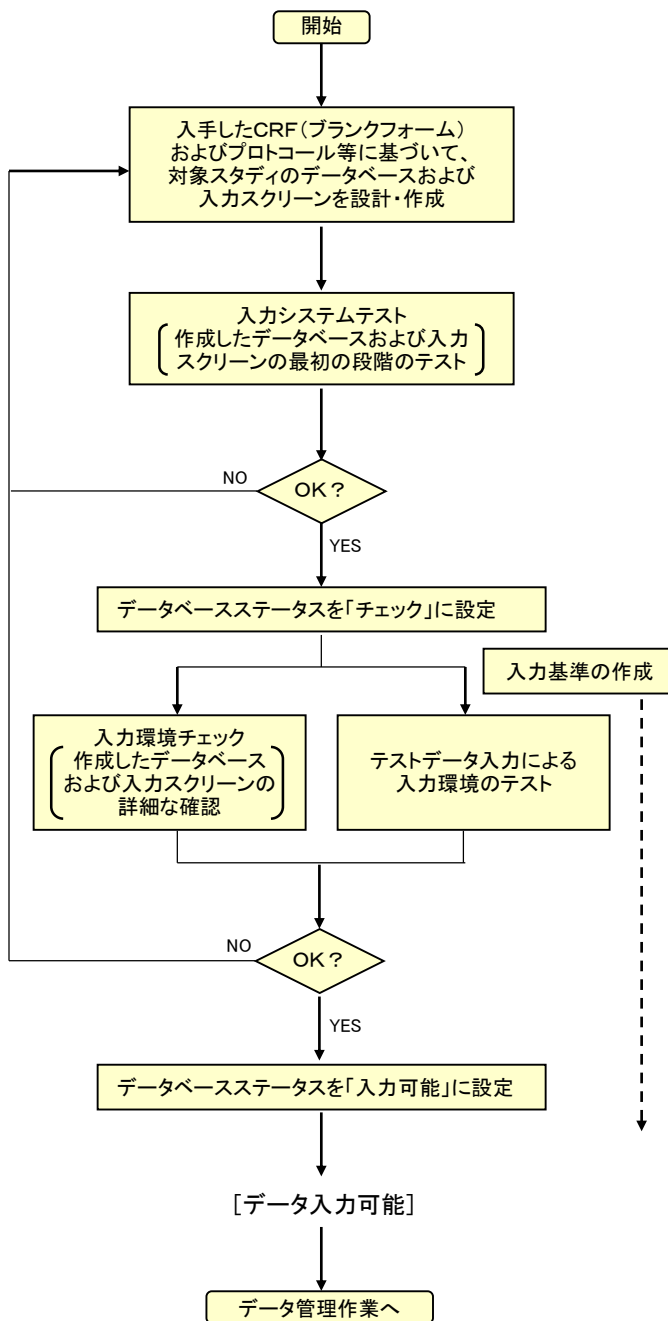 開始
入手したCRF(ブランクフォーム)
およびプロトコール等に基づいて、
対象スタディのデータベースおよび
入力スクリーンを設計・作成
入力システムテスト
作成したデータベースおよび入力
スクリーンの最初の段階のテスト
NO
OK?
YES
データベースステータスを「チェック」に設定
入力基準の作成
入力環境チェック
作成したデータベース
および入力スクリーンの
詳細な確認
テストデータ入力による
入力環境のテスト
NO
OK?
YES
データベースステータスを「入力可能」に設定
[データ入力可能]
データ管理作業へ